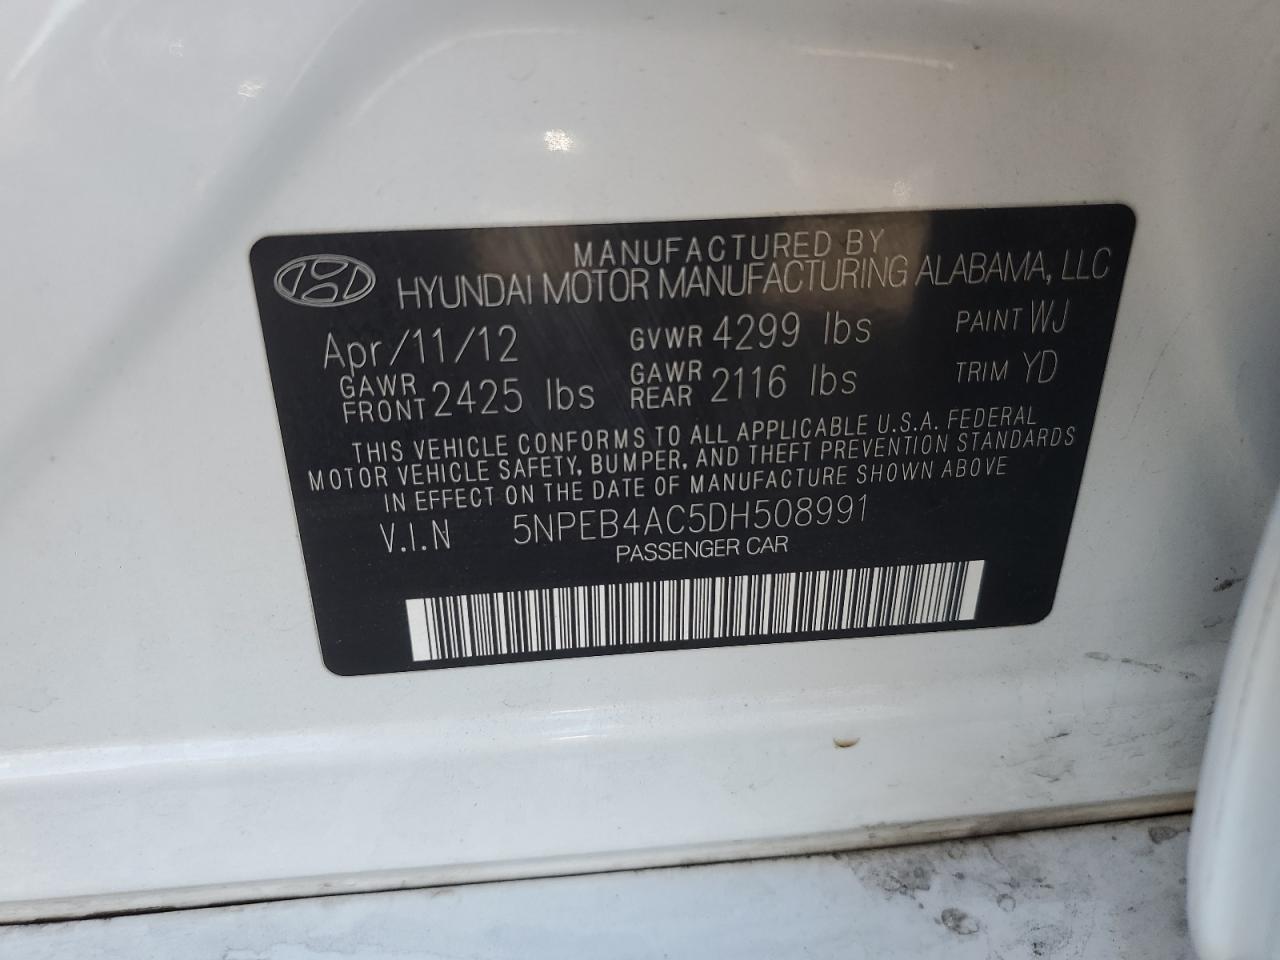 MANUFACTURED BY
HYUNDAI MOTOR MANUFACTURING ALABAMA, LLC
Apr/11/12 GVWR 4299 lbs PAINT WJ
GAWR FRONT 2425 lbs GAWR REAR 2116 lbs TRIM YD
THIS VEHICLE CONFORMS TO ALL APPLICABLE U.S.A. FEDERAL
MOTOR VEHICLE SAFETY, BUMPER, AND THEFT PREVENTION STANDARDS
IN EFFECT ON THE DATE OF MANUFACTURE SHOWN ABOVE
V.I.N 5NPEB4AC5DH508991
PASSENGER CAR